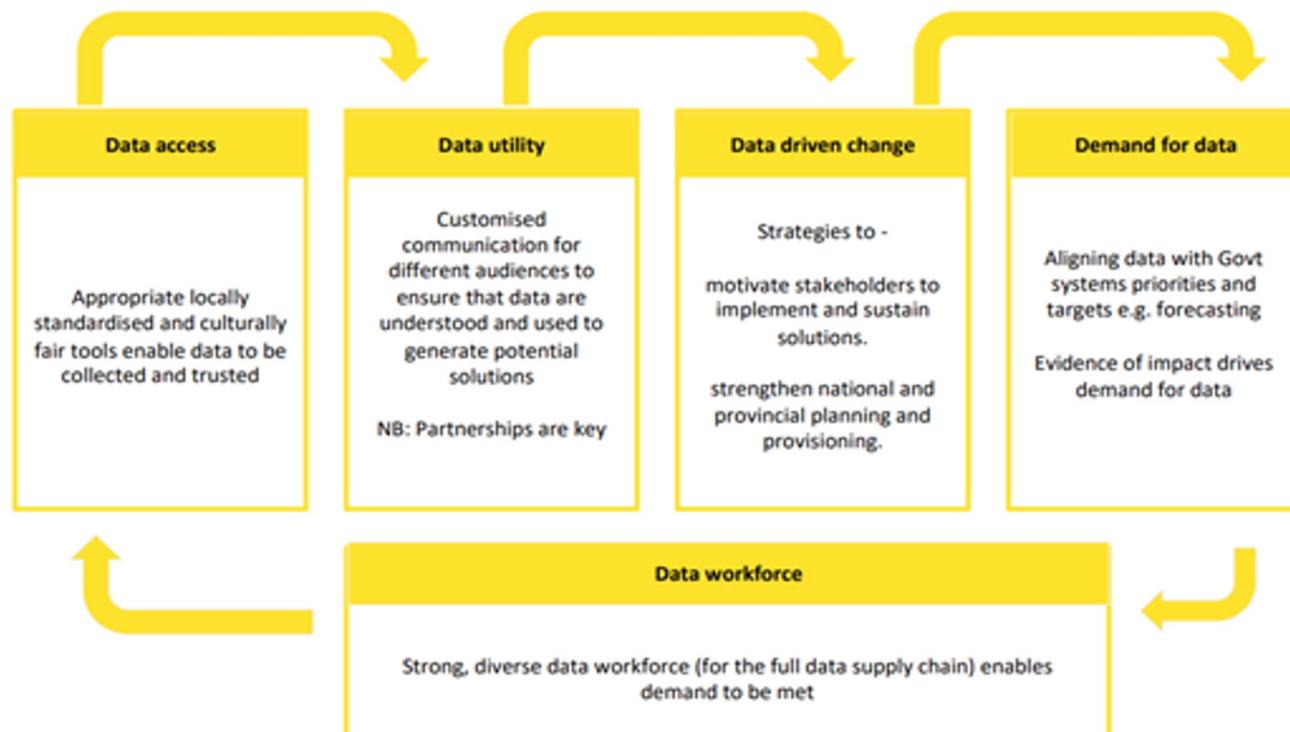 Data access
Appropriate locally
standardised and culturally
fair tools enable data to be
collected and trusted
Data utility
Customised
communication for
different audiences to
ensure that data are
understood and used to
generate potential
solutions
NB: Partnerships are key
Data driven change
Strategies to -
motivate stakeholders to
implement and sustain
solutions.
strengthen national and
provincial planning and
provisioning.
Demand for data
Aligning data with Govt
systems priorities and
targets e.g. forecasting
Evidence of impact drives
demand for data
Data workforce
Strong, diverse data workforce (for the full data supply chain) enables
demand to be met